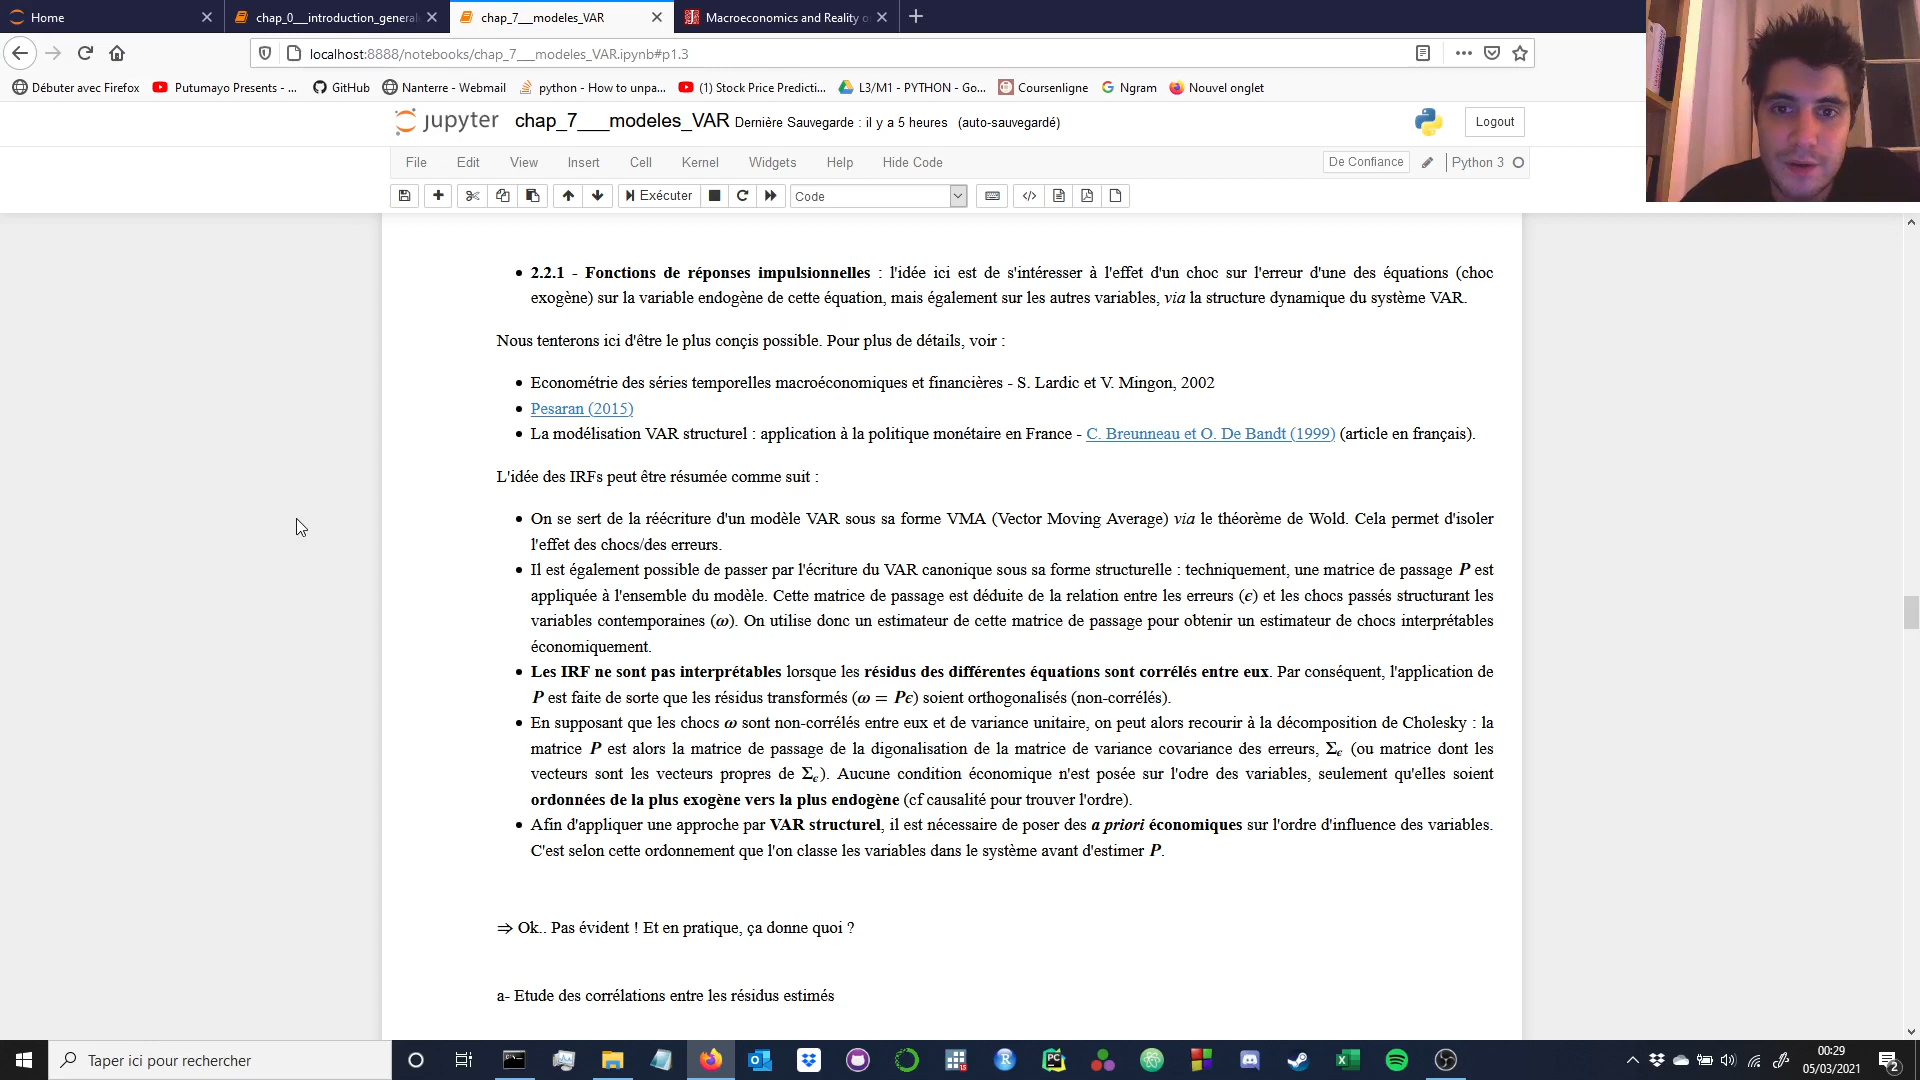 Home
chap_0__introduction_general
chap_7___modeles_VAR
Macroeconomics and Reality o
localhost:8888/notebooks/chap_7___modeles_VAR.ipynb#p1.3
Débuter avec Firefox
Putumayo Presents - ...
GitHub
Nanterre - Webmail
python - How to unpa...
(1) Stock Price Predicti...
L3/M1 - PYTHON - Go...
Coursenligne
Ngram
Nouvel onglet
jupyter chap_7___modeles_VAR Dernière Sauvegarde : il y a 5 heures (auto-sauvegardé)
Logout
File Edit View Insert Cell Kernel Widgets Help Hide Code
De Confiance
Python 3
Exécuter
Code
• 2.2.1 - Fonctions de réponses impulsionnelles : l'idée ici est de s'intéresser à l'effet d'un choc sur l'erreur d'une des équations (choc
exogène) sur la variable endogène de cette équation, mais également sur les autres variables, via la structure dynamique du système VAR.
Nous tenterons ici d'être le plus conçis possible. Pour plus de détails, voir :
• Econométrie des séries temporelles macroéconomiques et financières - S. Lardic et V. Mingon, 2002
• Pesaran (2015)
• La modélisation VAR structurel : application à la politique monétaire en France - C. Breunneau et O. De Bandt (1999) (article en français).
L'idée des IRFs peut être résumée comme suit :
• On se sert de la réécriture d'un modèle VAR sous sa forme VMA (Vector Moving Average) via le théorème de Wold. Cela permet d'isoler
l'effet des chocs/des erreurs.
• Il est également possible de passer par l'écriture du VAR canonique sous sa forme structurelle : techniquement, une matrice de passage P est
appliquée à l'ensemble du modèle. Cette matrice de passage est déduite de la relation entre les erreurs (ϵ) et les chocs passés structurant les
variables contemporaines (ω). On utilise donc un estimateur de cette matrice de passage pour obtenir un estimateur de chocs interprétables
économiquement.
• Les IRF ne sont pas interprétables lorsque les résidus des différentes équations sont corrélés entre eux. Par conséquent, l'application de
P est faite de sorte que les résidus transformés (ω = Pϵ) soient orthogonalisés (non-corrélés).
• En supposant que les chocs ω sont non-corrélés entre eux et de variance unitaire, on peut alors recourir à la décomposition de Cholesky : la
matrice P est alors la matrice de passage de la digonalisation de la matrice de variance covariance des erreurs, Σϵ (ou matrice dont les
vecteurs sont les vecteurs propres de Σϵ). Aucune condition économique n'est posée sur l'odre des variables, seulement qu'elles soient
ordonnées de la plus exogène vers la plus endogène (cf causalité pour trouver l'ordre).
• Afin d'appliquer une approche par VAR structurel, il est nécessaire de poser des a priori économiques sur l'ordre d'influence des variables.
C'est selon cette ordonnement que l'on classe les variables dans le système avant d'estimer P.
⇒ Ok.. Pas évident ! Et en pratique, ça donne quoi ?
a- Etude des corrélations entre les résidus estimés
Taper ici pour rechercher
00:29
05/03/2021
2